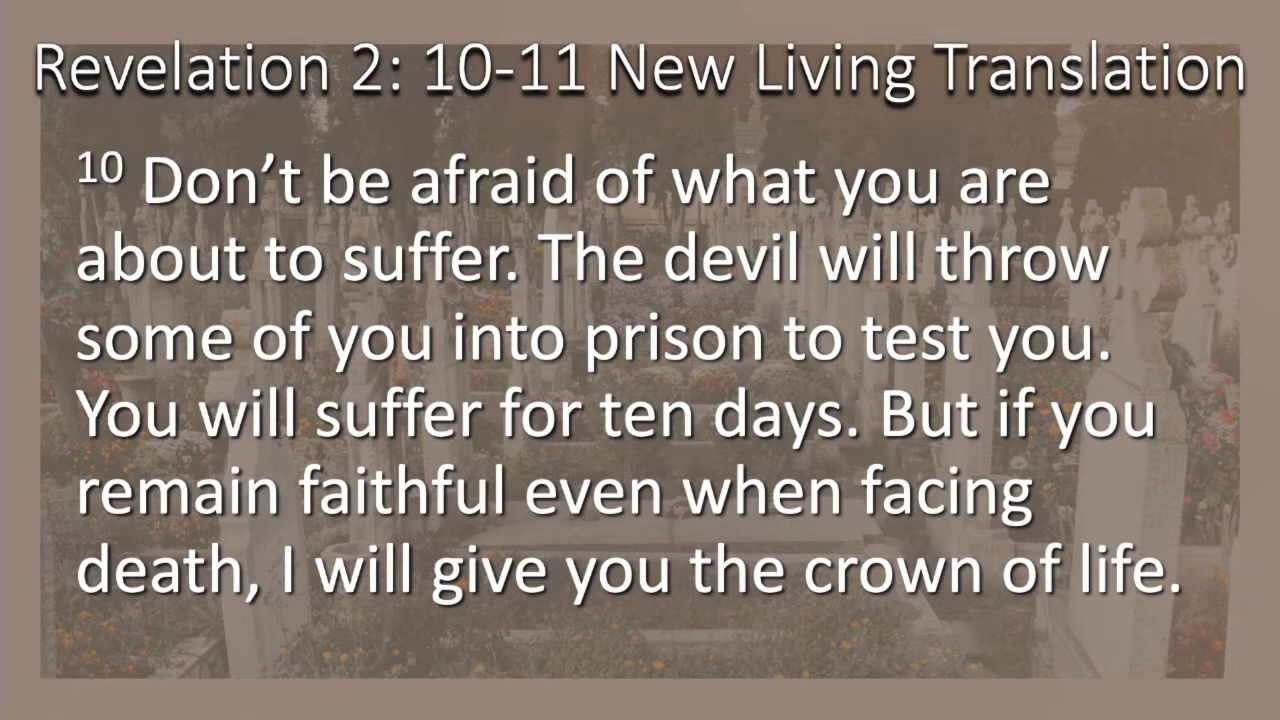 Revelation 2: 10-11 New Living Translation
10 Don’t be afraid of what you are
about to suffer. The devil will throw
some of you into prison to test you.
You will suffer for ten days. But if you
remain faithful even when facing
death, I will give you the crown of life.